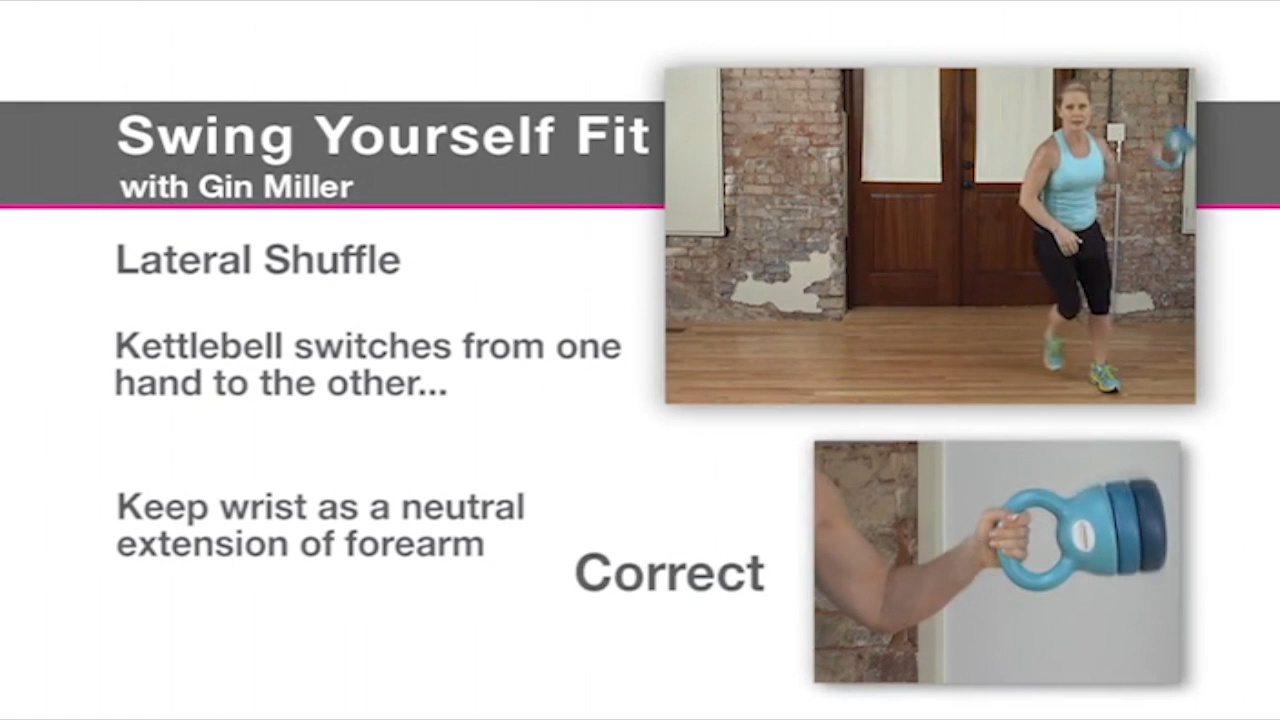 Swing Yourself Fit
with Gin Miller
Lateral Shuffle
Kettlebell switches from one
hand to the other...
Keep wrist as a neutral
extension of forearm
Correct